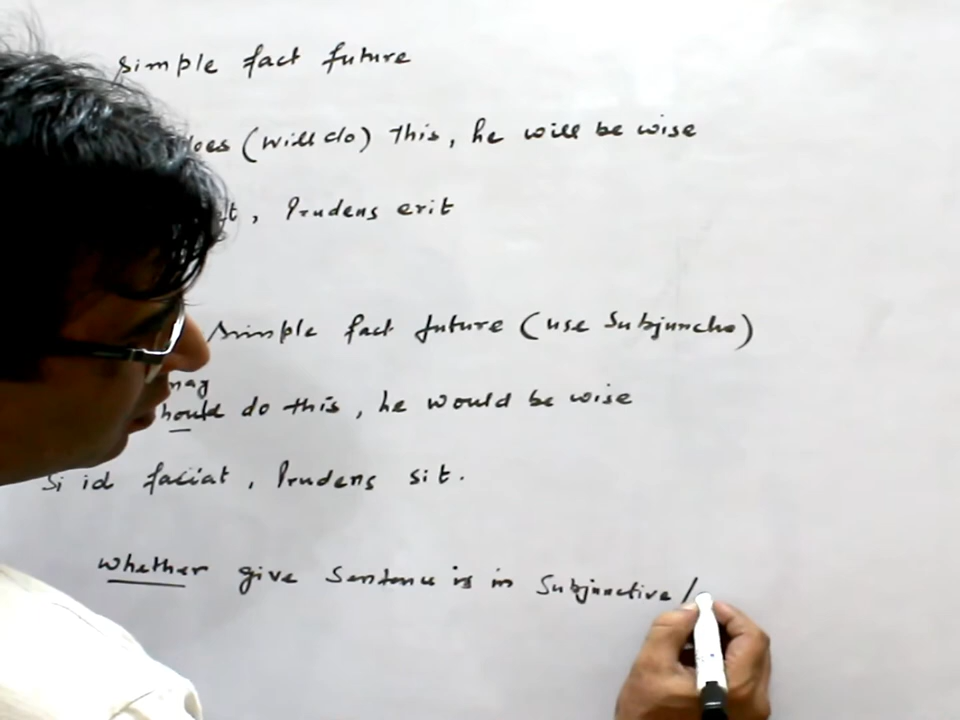 simple fact future
does (will do) this, he will be wise
, Prudens erit
simple fact future (use Subjuncho)
may
should do this, he would be wise
Si id faciat, Prudens sit.
whether give Sentence is in Subjunctive /